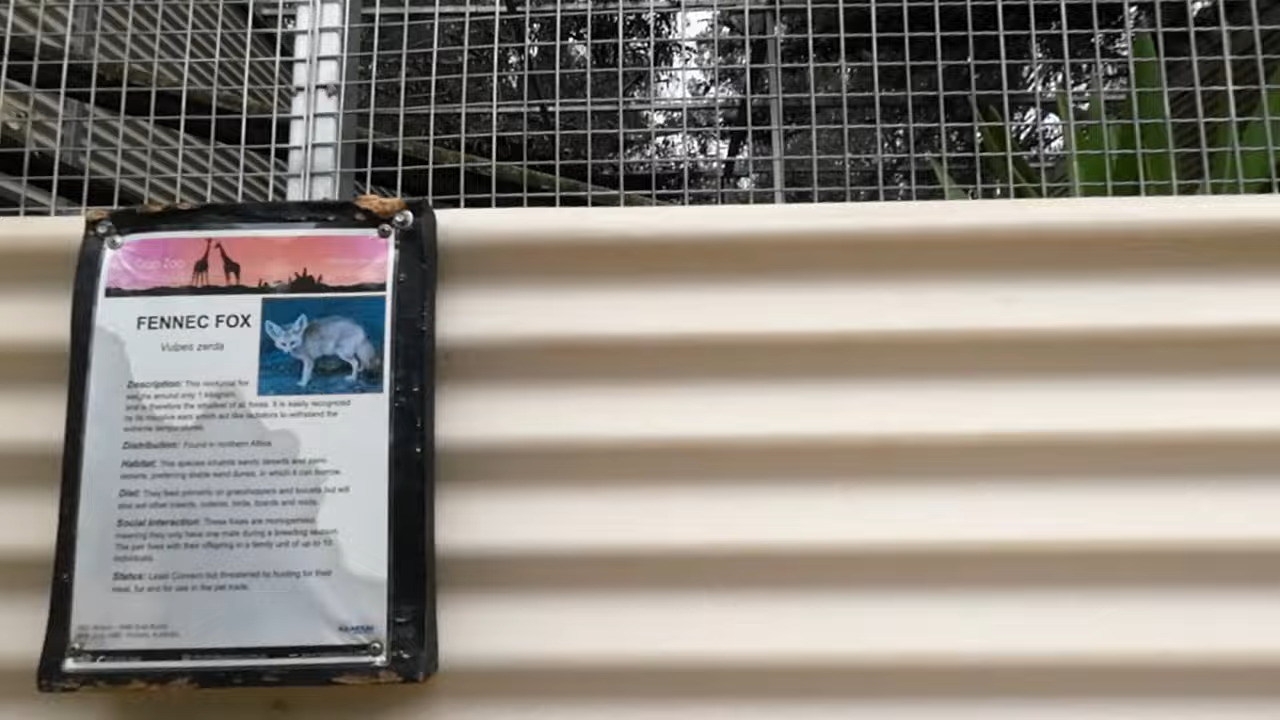 FENNEC FOX
Vulpes zerda
Description: This nocturnal fox
weighs around only 1 kilogram,
and is therefore the smallest of all foxes. It is easily recognized
by its massive ears which act like radiators to withstand the
extreme temperatures.
Distribution: Found in northern Africa
Habitat: This species inhabits sandy deserts and semi-
deserts, preferring stable sand dunes, in which it can burrow.
Diet: They feed primarily on grasshoppers and locusts but will
also eat other insects, rodents, birds, lizards and roots.
Social Interaction: These foxes are monogamous
meaning they only have one mate during a breeding season.
The pair lives with their offspring in a family unit of up to 10
individuals.
Status: Least Concern but threatened by hunting for their
meat, fur and for use in the pet trade.